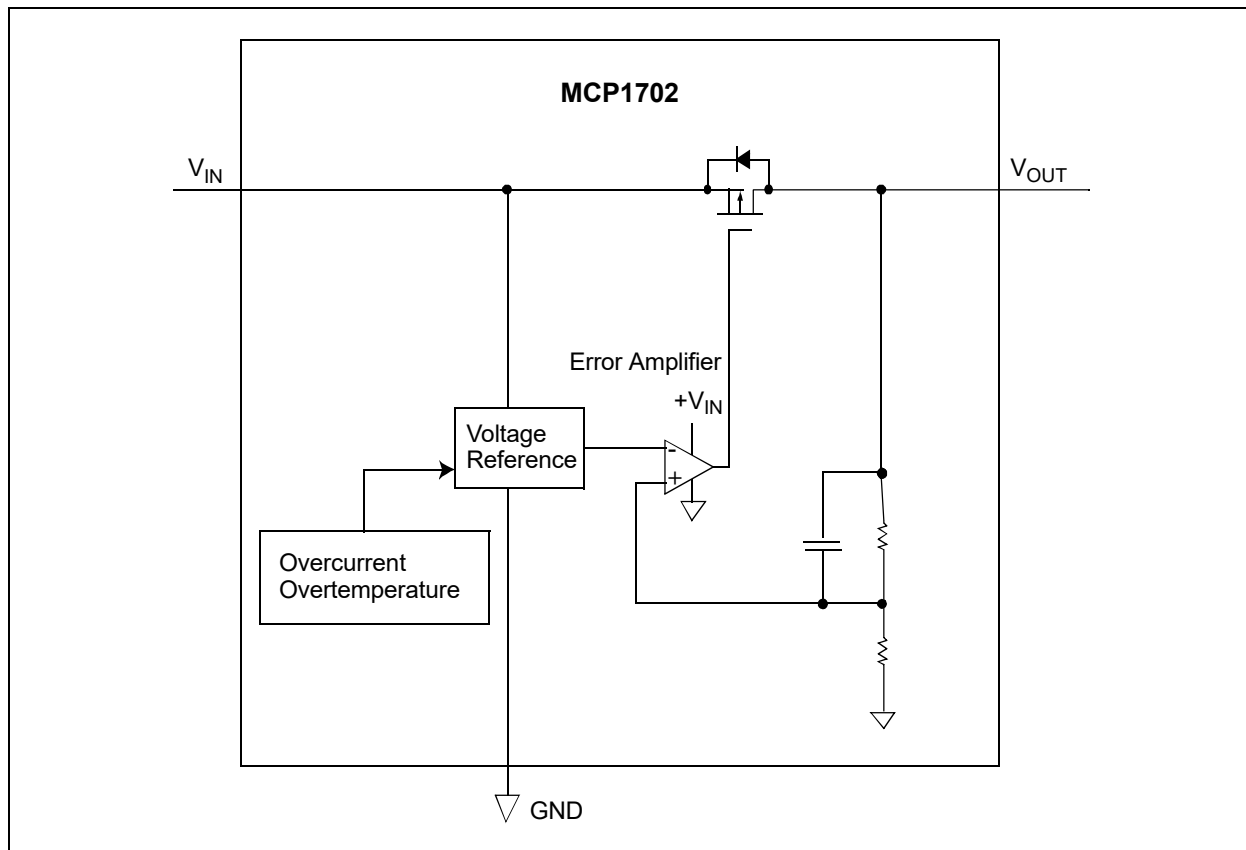 MCP1702
V_IN
V_OUT
Error Amplifier
+V_IN
Voltage
Reference
-
+
Overcurrent
Overtemperature
GND